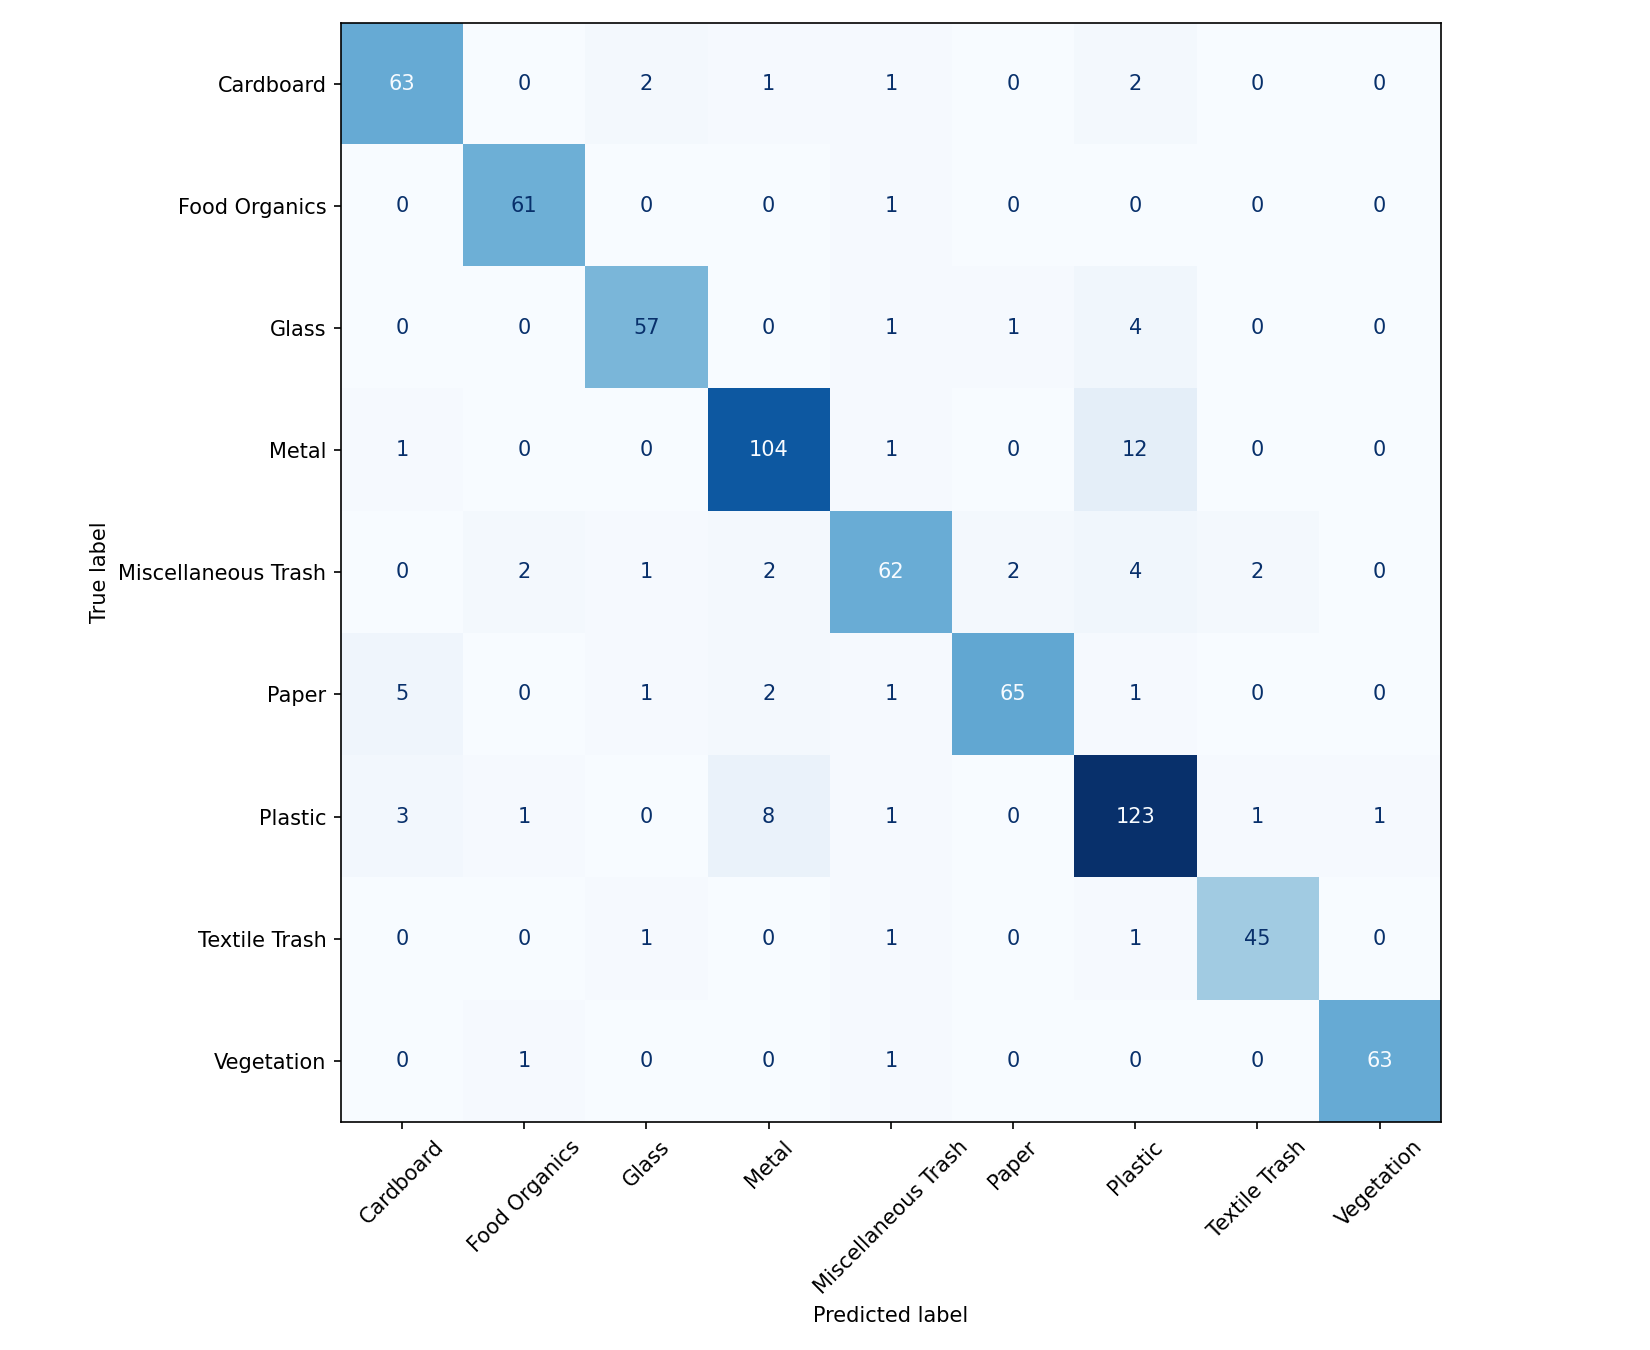 Cardboard 63 0 2 1 1 0 2 0 0
Food Organics 0 61 0 0 1 0 0 0 0
Glass 0 0 57 0 1 1 4 0 0
Metal 1 0 0 104 1 0 12 0 0
Miscellaneous Trash 0 2 1 2 62 2 4 2 0
Paper 5 0 1 2 1 65 1 0 0
Plastic 3 1 0 8 1 0 123 1 1
Textile Trash 0 0 1 0 1 0 1 45 0
Vegetation 0 1 0 0 1 0 0 0 63
True label
Cardboard Food Organics Glass Metal Miscellaneous Trash Paper Plastic Textile Trash Vegetation
Predicted label